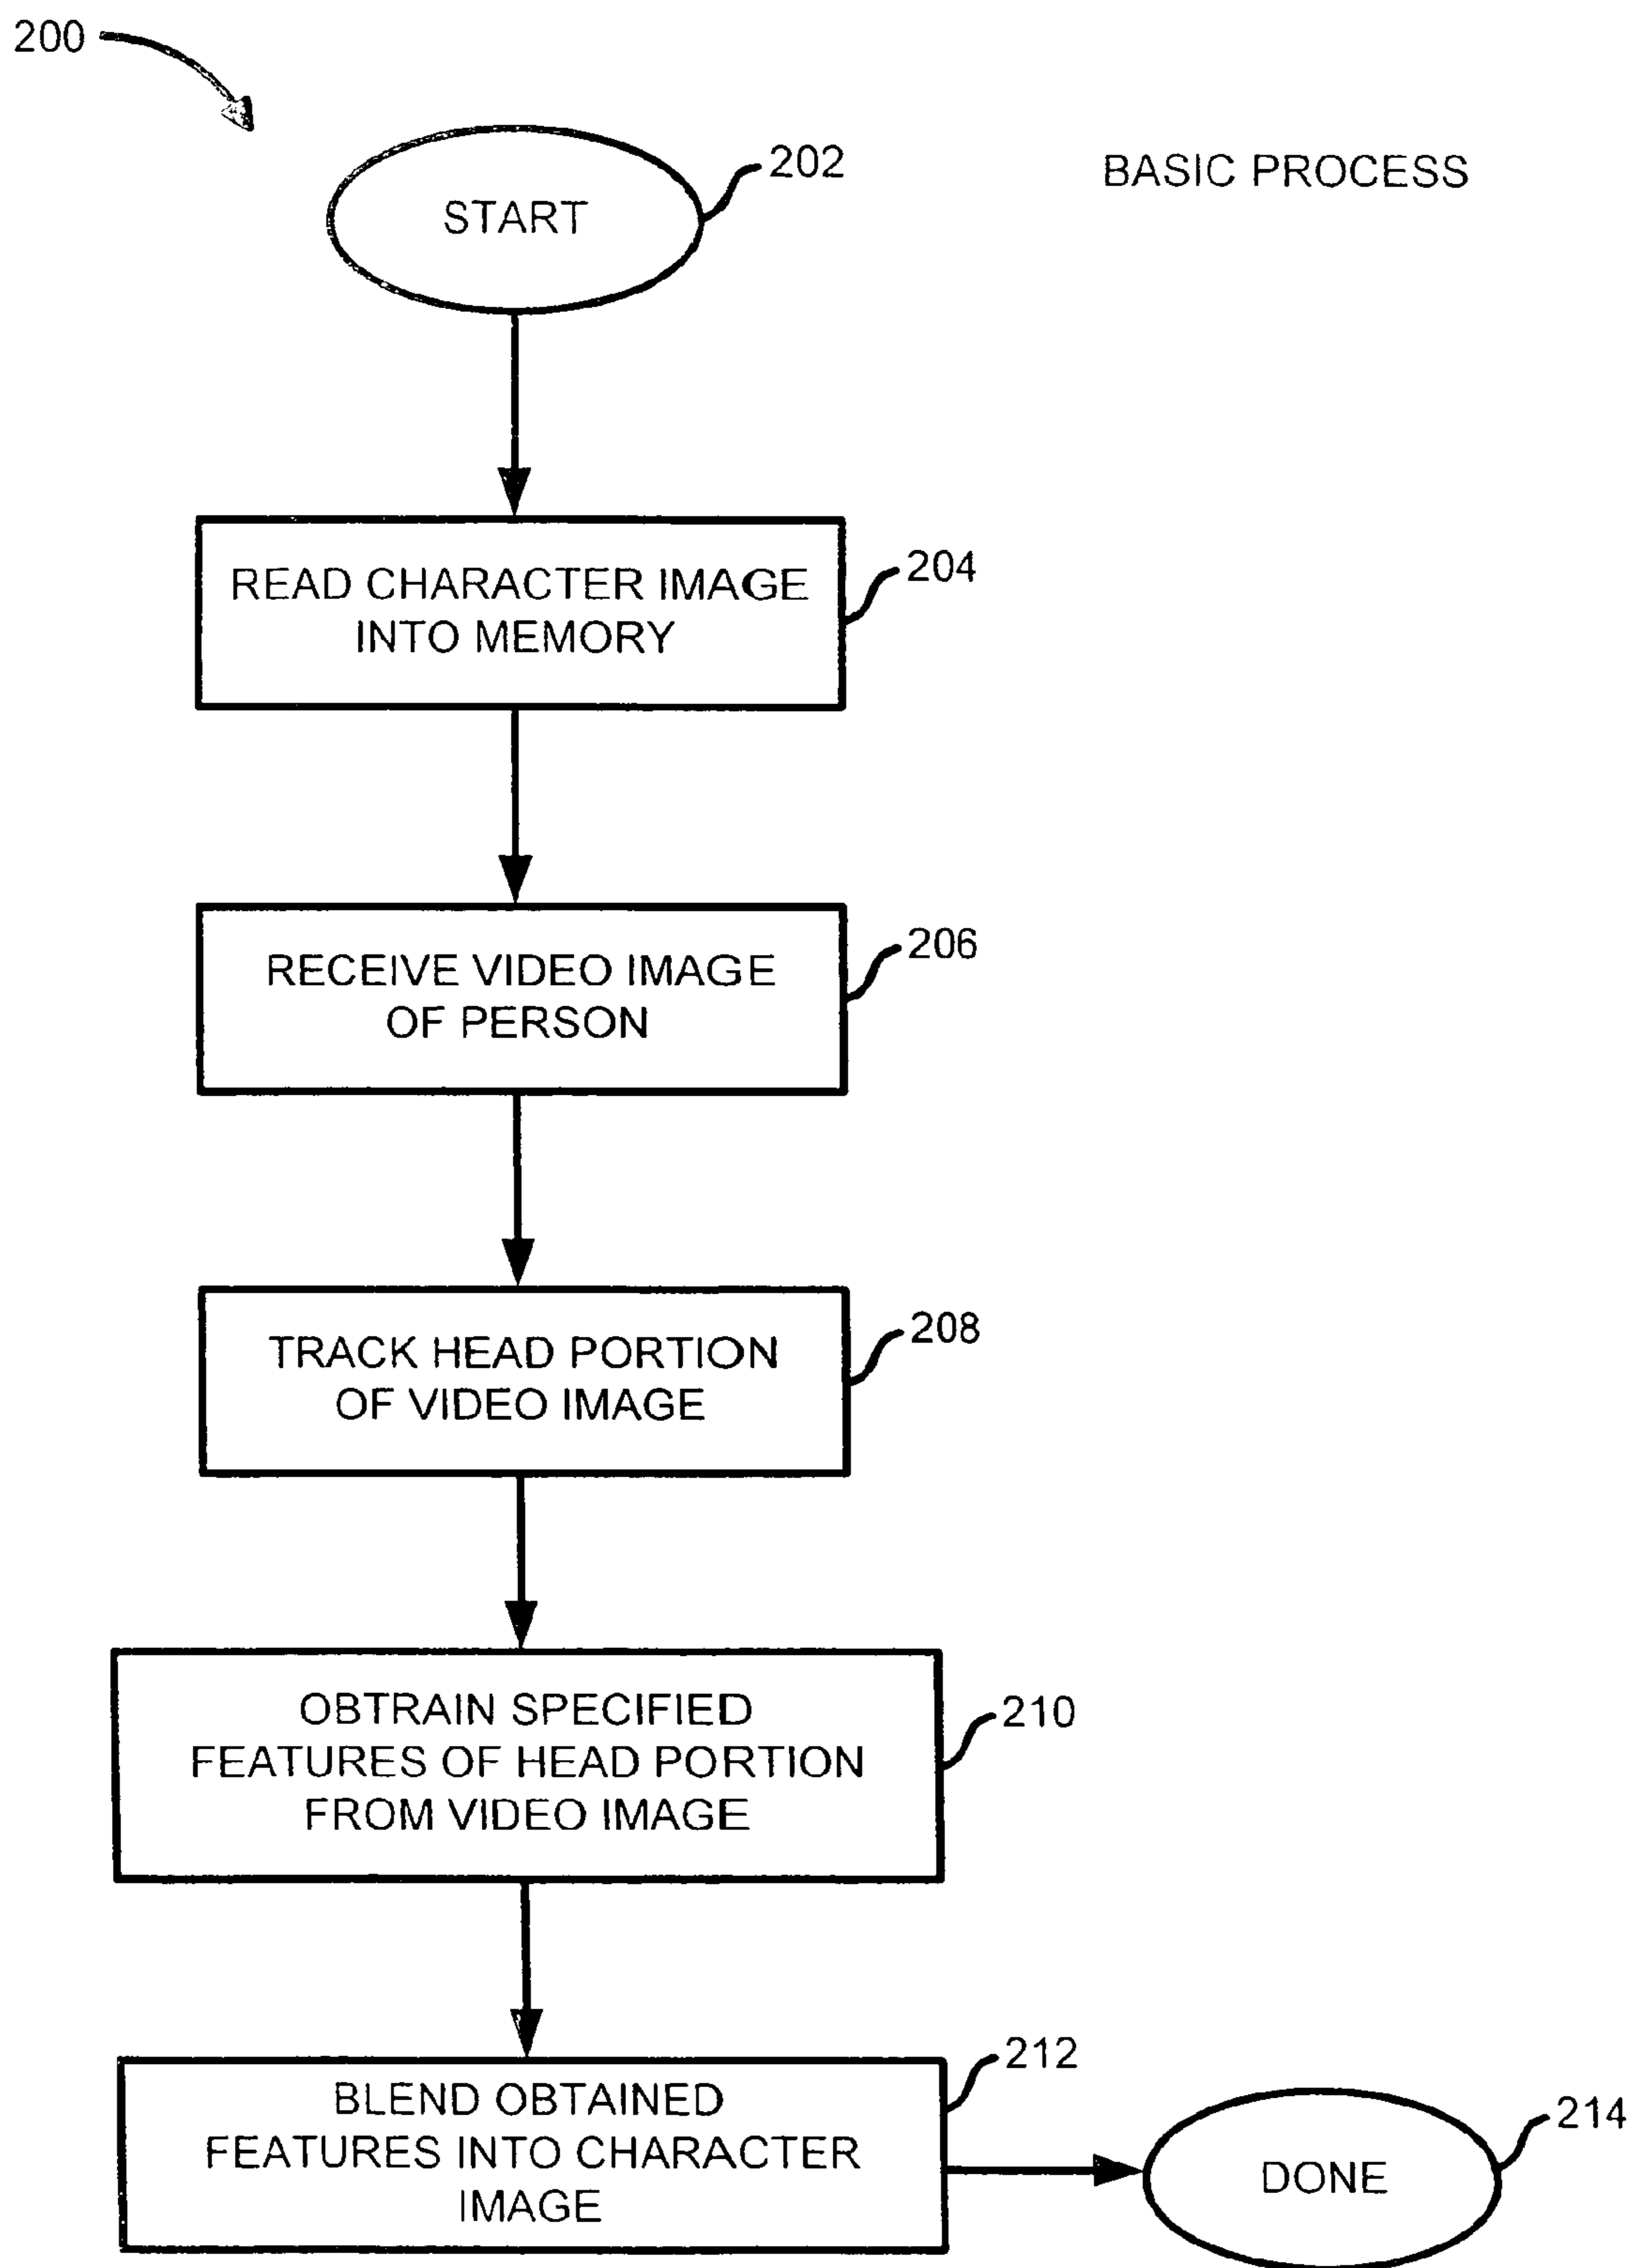 200
202
BASIC PROCESS
START
204
READ CHARACTER IMAGE
INTO MEMORY
206
RECEIVE VIDEO IMAGE
OF PERSON
208
TRACK HEAD PORTION
OF VIDEO IMAGE
210
OBTRAIN SPECIFIED
FEATURES OF HEAD PORTION
FROM VIDEO IMAGE
212
BLEND OBTAINED
FEATURES INTO CHARACTER
IMAGE
214
DONE